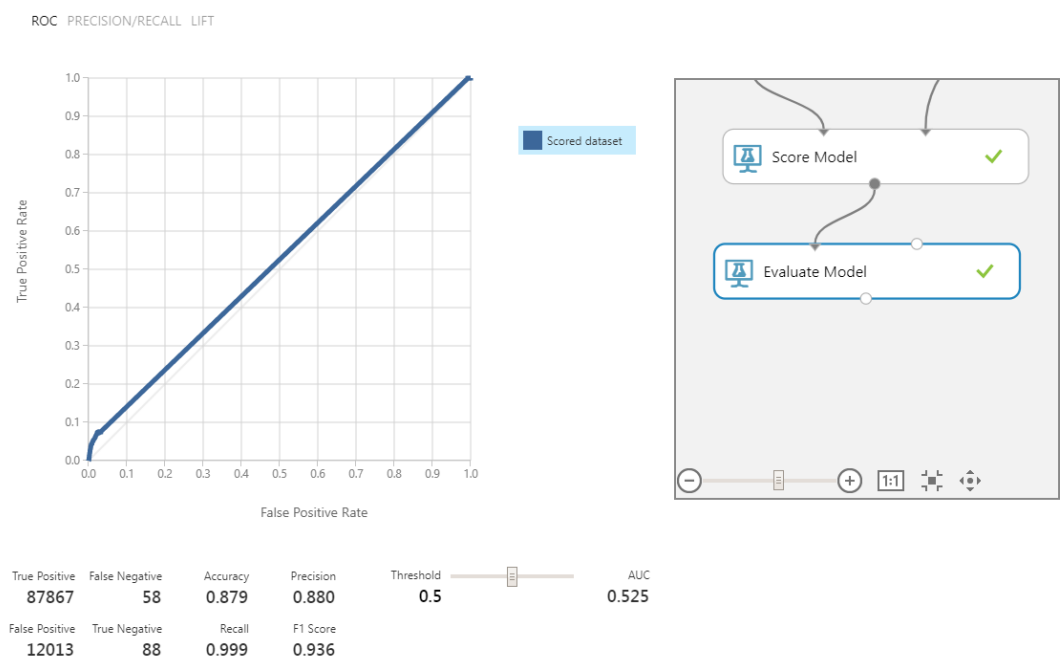 ROC PRECISION/RECALL LIFT
1.0
0.9
0.8
0.7
0.6
0.5
0.4
0.3
0.2
0.1
0.0
True Positive Rate
0.0 0.1 0.2 0.3 0.4 0.5 0.6 0.7 0.8 0.9 1.0
False Positive Rate
Scored dataset
Score Model
Evaluate Model
1:1
True Positive False Negative Accuracy Precision Threshold AUC
87867 58 0.879 0.880 0.5 0.525
False Positive True Negative Recall F1 Score
12013 88 0.999 0.936